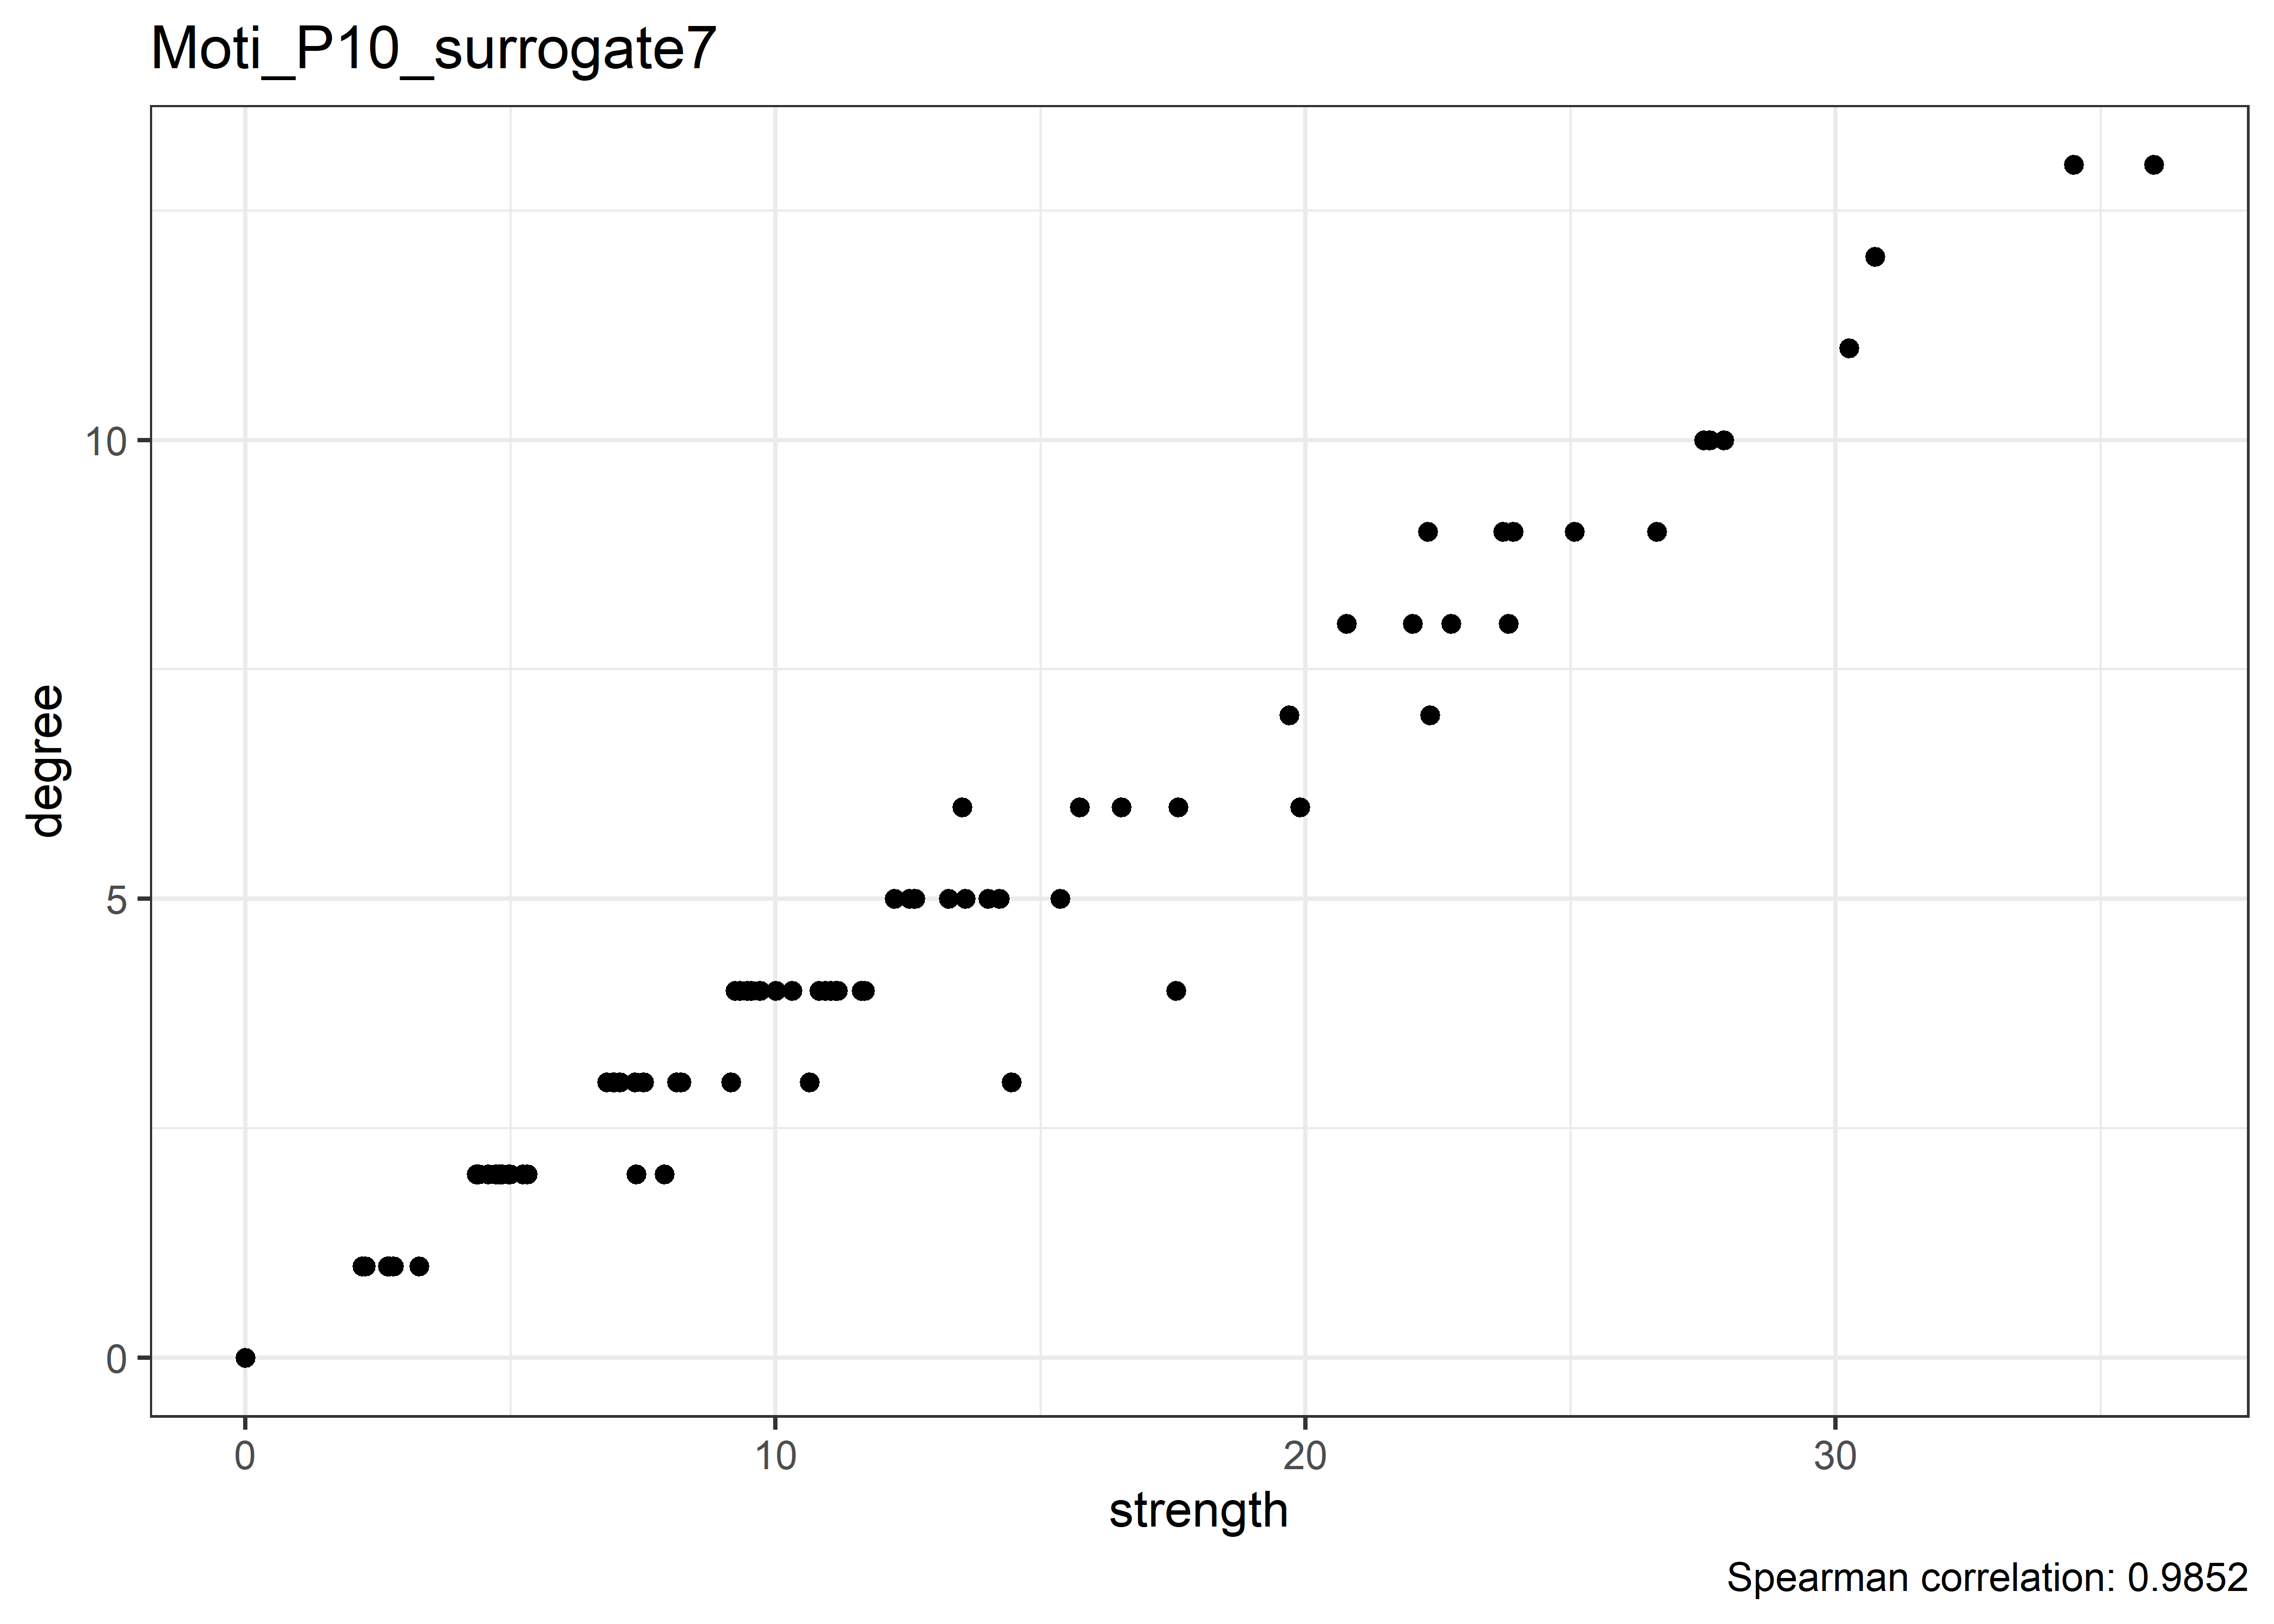 Moti_P10_surrogate7
degree
10
5
0
0 10 20 30
strength
Spearman correlation: 0.9852